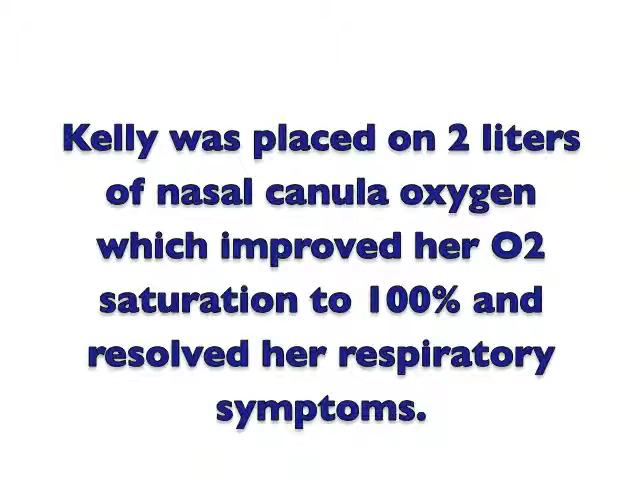 Kelly was placed on 2 liters
of nasal canula oxygen
which improved her O2
saturation to 100% and
resolved her respiratory
symptoms.